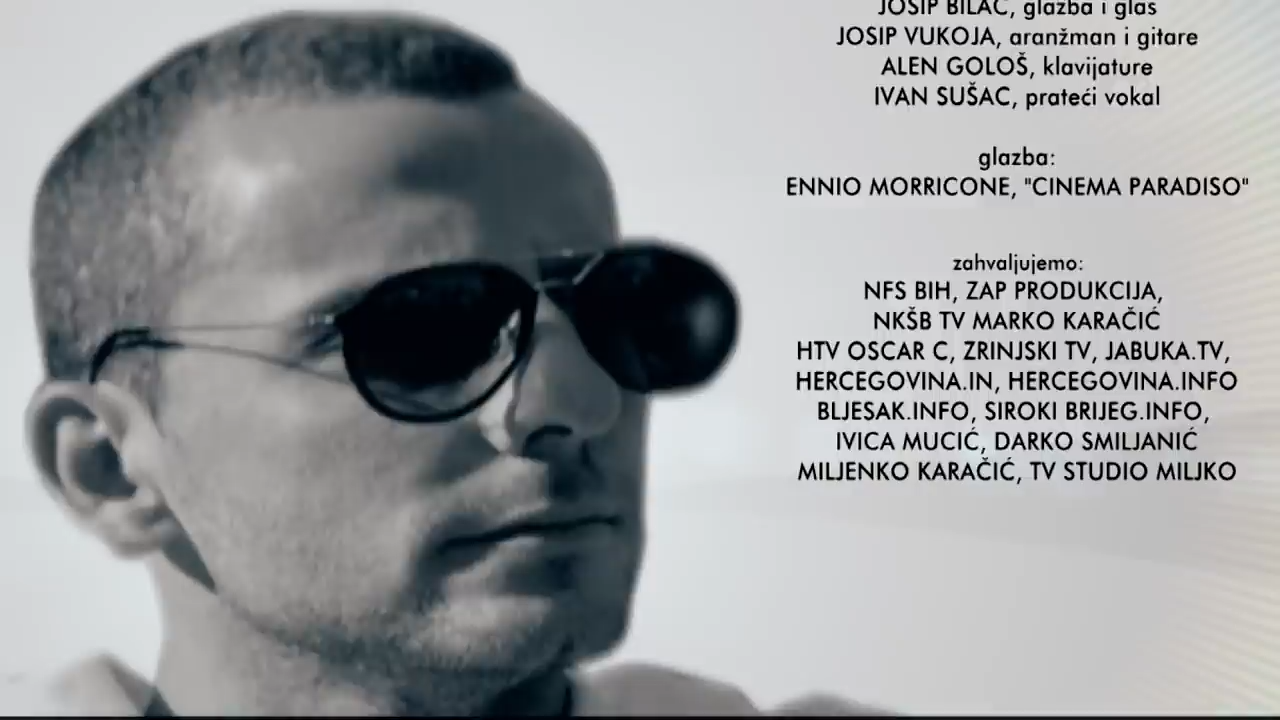 JOSIP BILAC, glazba i glas
JOSIP VUKOJA, aranžman i gitare
ALEN GOLOŠ, klavijature
IVAN SUŠAC, prateći vokal
glazba:
ENNIO MORRICONE, "CINEMA PARADISO"
zahvaljujemo:
NFS BIH, ZAP PRODUKCIJA,
NKŠB TV MARKO KARAČIĆ
HTV OSCAR C, ZRINJSKI TV, JABUKA.TV,
HERCEGOVINA.IN, HERCEGOVINA.INFO
BLJESAK.INFO, SIROKI BRIJEG.INFO,
IVICA MUCIĆ, DARKO SMILJANIĆ
MILJENKO KARAČIĆ, TV STUDIO MILJKO